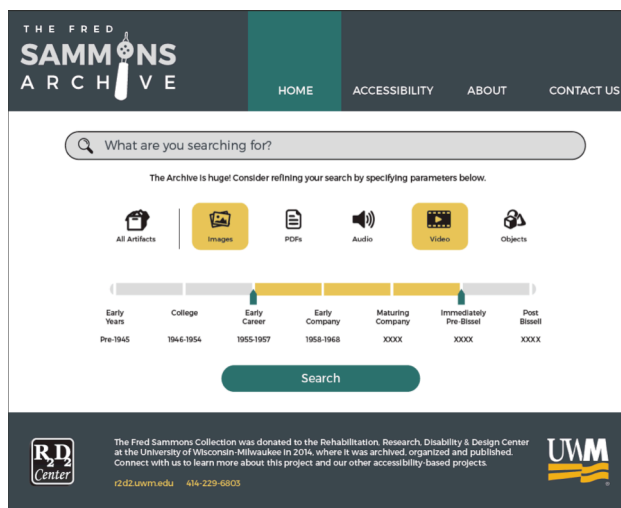 THE FRED
SAMMONS
ARCHIVE
HOME ACCESSIBILITY ABOUT CONTACT US
What are you searching for?
The Archive is huge! Consider refining your search by specifying parameters below.
All Artifacts Images PDFs Audio Video Objects
Early Years College Early Career Early Company Maturing Company Immediately Pre-Bissel Post Bissell
Pre-1945 1946-1954 1955-1957 1958-1968 XXXX XXXX XXXX
Search
R2D2
Center
The Fred Sammons Collection was donated to the Rehabilitation, Research, Disability & Design Center
at the University of Wisconsin-Milwaukee in 2014, where it was archived, organized and published.
Connect with us to learn more about this project and our other accessibility-based projects.
r2d2.uwm.edu 414-229-6803
UWM